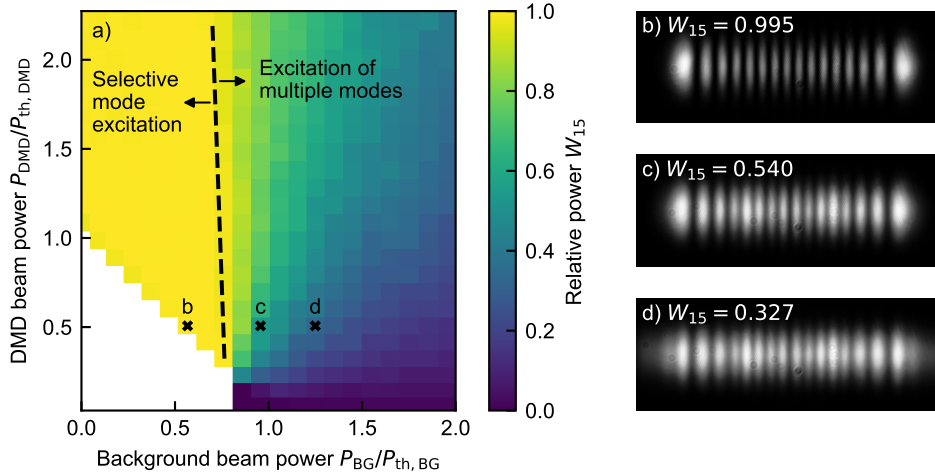 a)
Selective
mode
excitation
Excitation of
multiple modes
b
c
d
2.0
1.5
1.0
0.5
0.0
DMD beam power P_DMD/P_th, DMD
0.0
0.5
1.0
1.5
2.0
Background beam power P_BG/P_th, BG
1.0
0.8
0.6
0.4
0.2
0.0
Relative power W_15
b) W_15 = 0.995
c) W_15 = 0.540
d) W_15 = 0.327